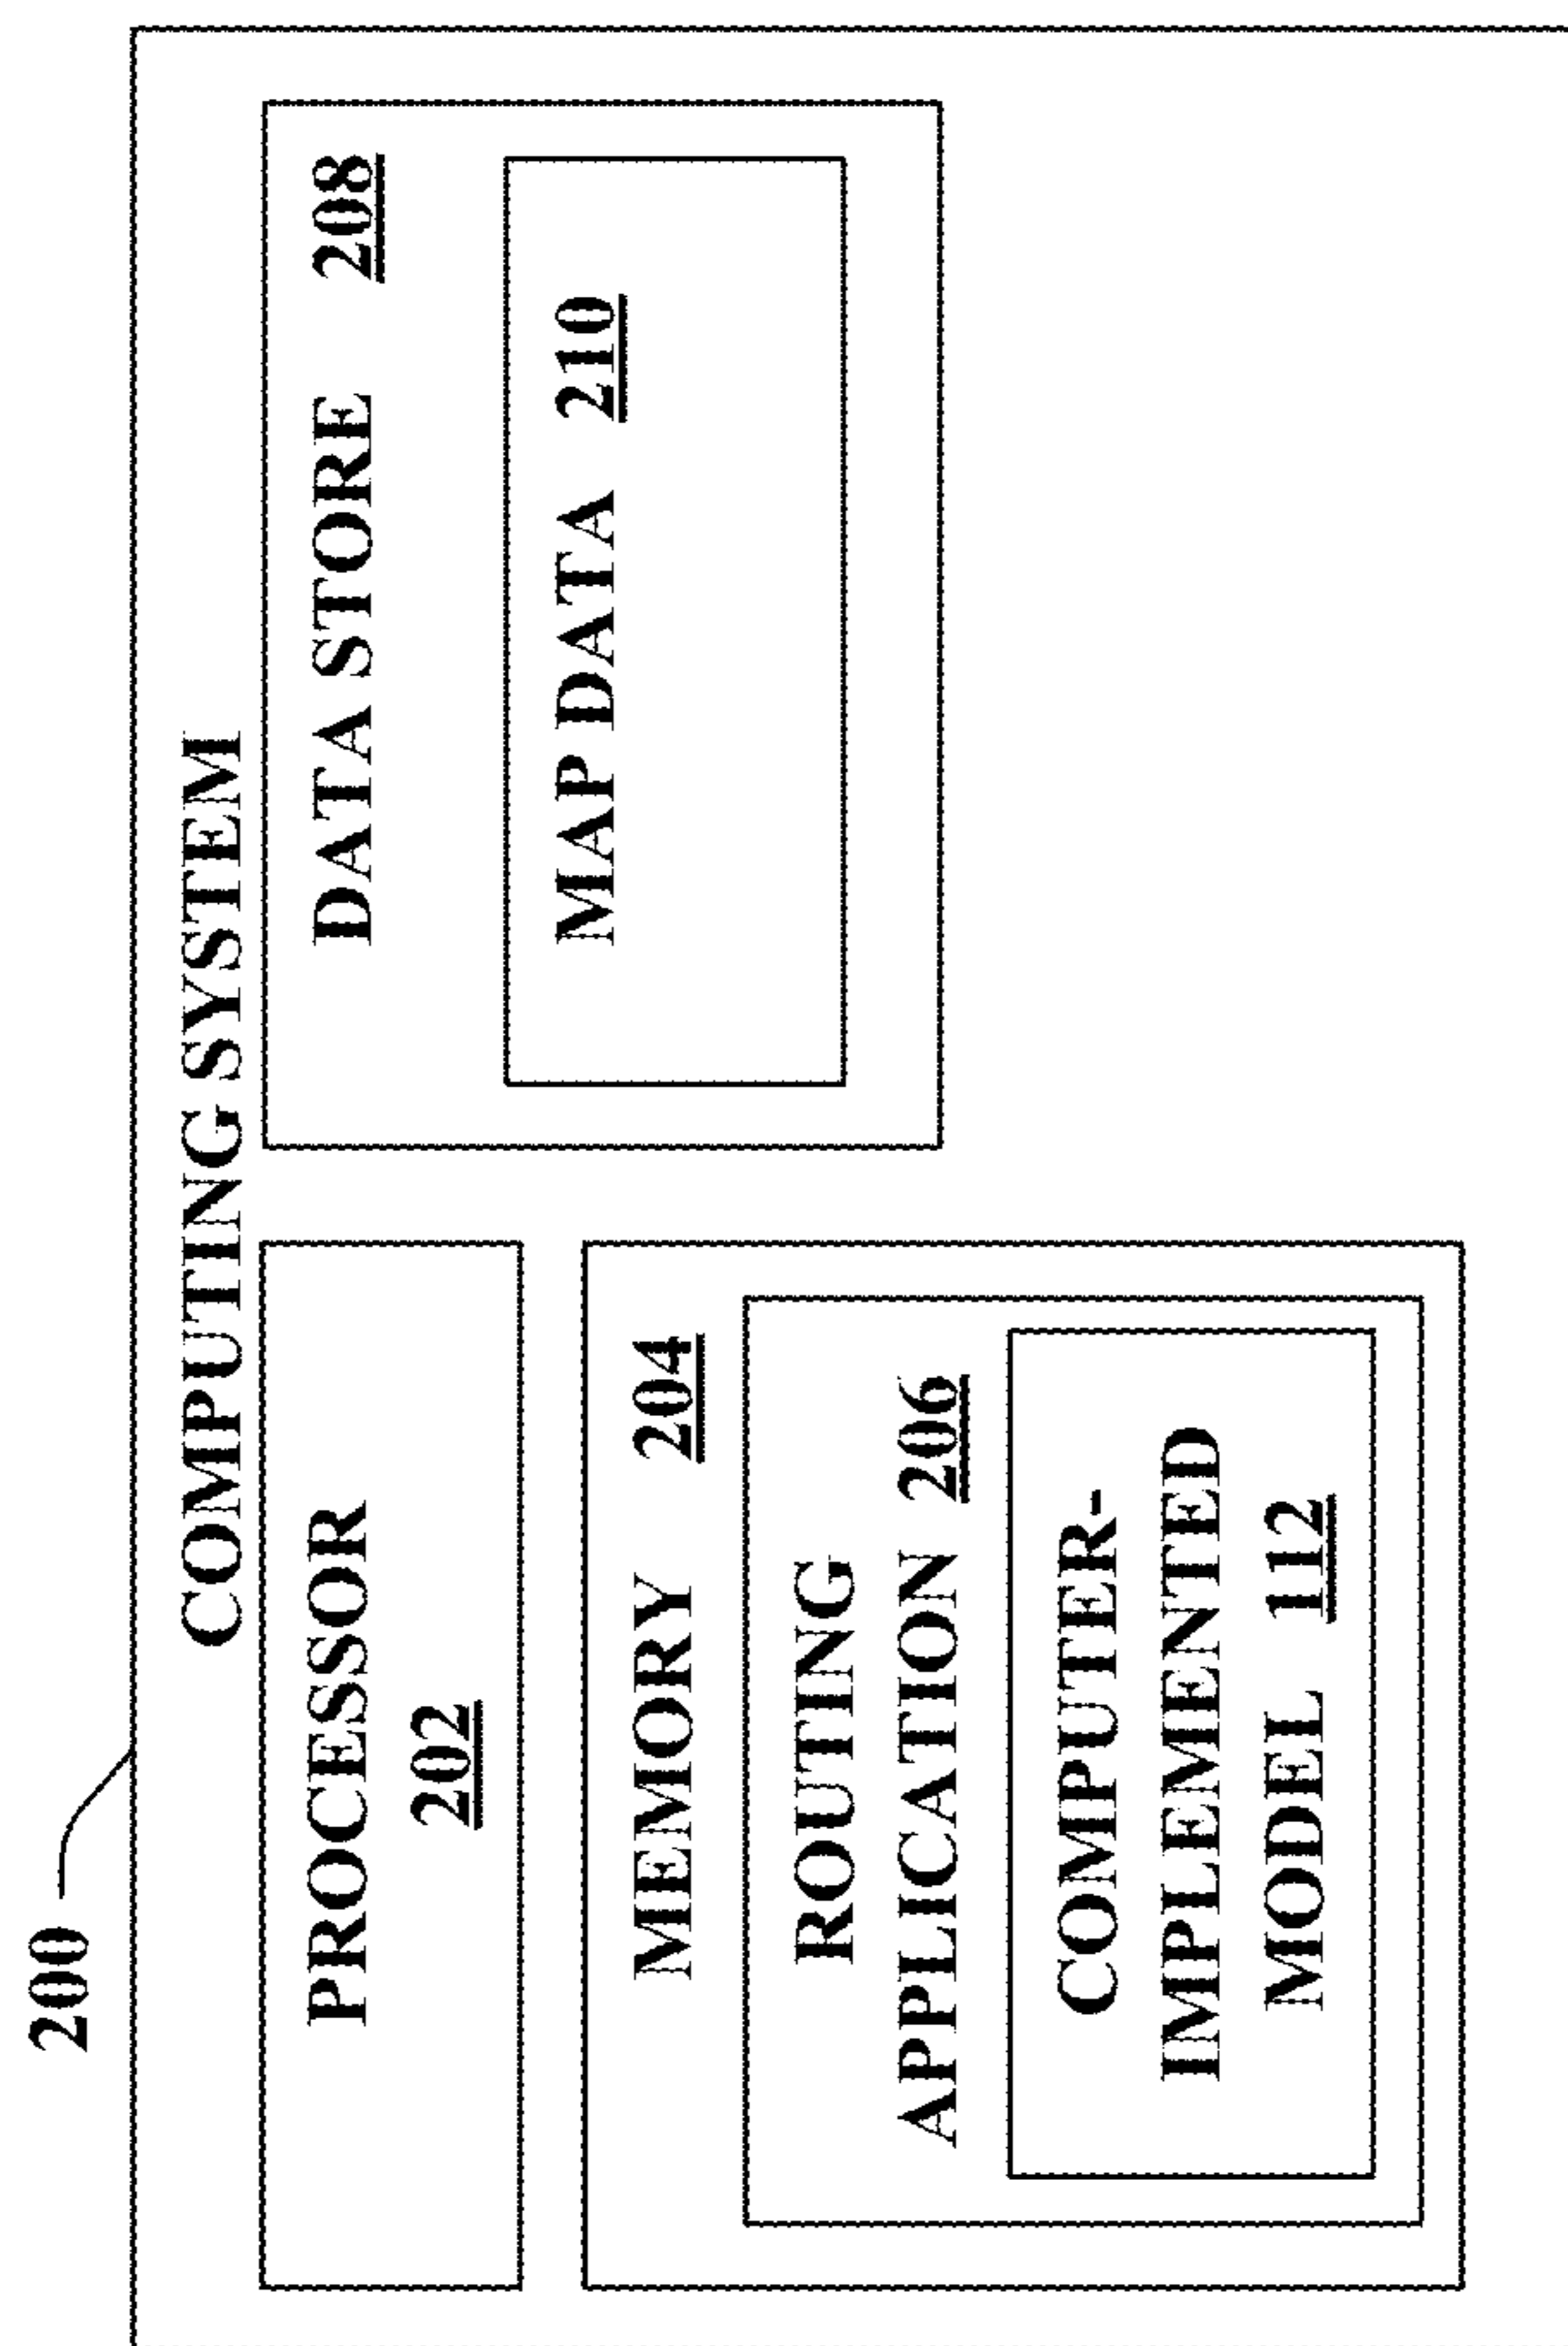 200
COMPUTING SYSTEM
PROCESSOR
202
MEMORY 204
ROUTING
APPLICATION 206
COMPUTER-
IMPLEMENTED
MODEL 112
DATA STORE 208
MAP DATA 210